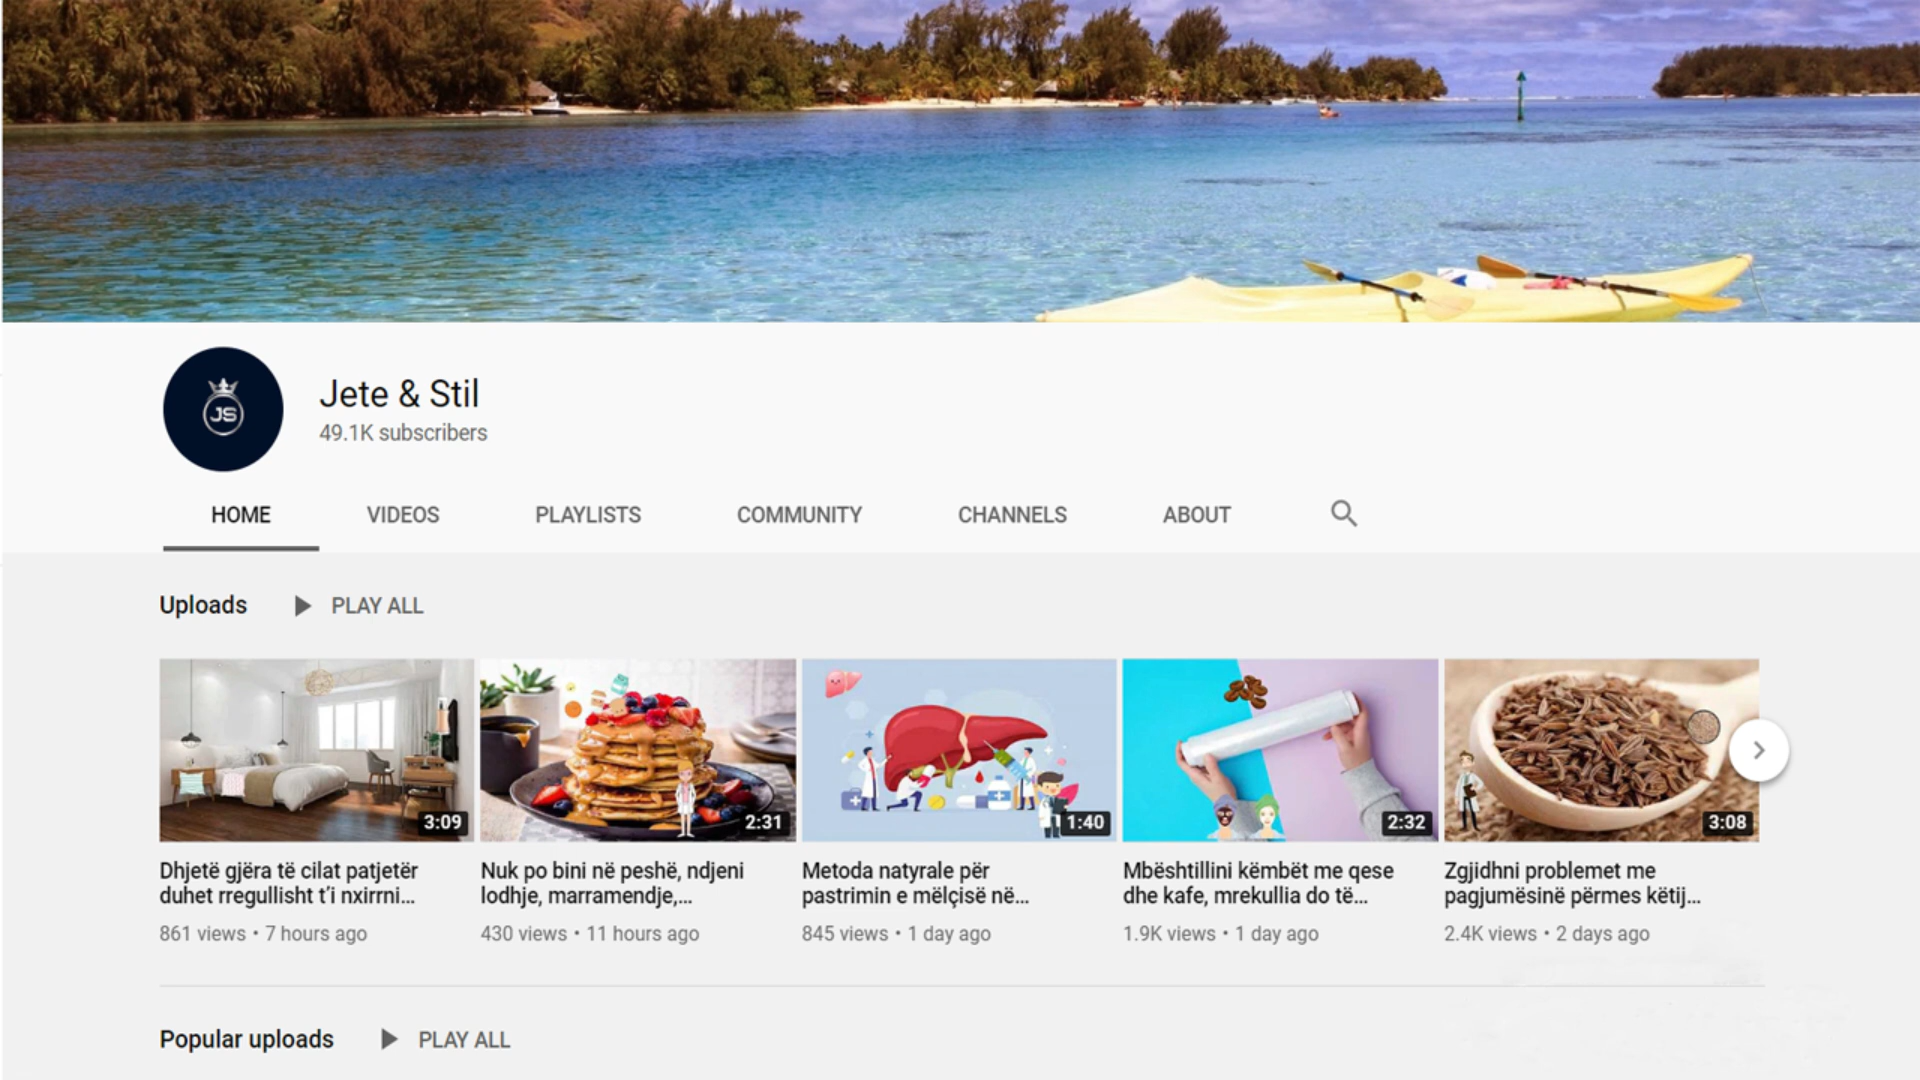 JS
Jete & Stil
49.1K subscribers
HOME VIDEOS PLAYLISTS COMMUNITY CHANNELS ABOUT
Uploads PLAY ALL
3:09 2:31 1:40 2:32 3:08
Dhjetë gjëra të cilat patjetër
duhet rregullisht t'i nxirrni...
861 views • 7 hours ago
Nuk po bini në peshë, ndjeni
lodhje, marramendje,...
430 views • 11 hours ago
Metoda natyrale për
pastrimin e mëlçisë në...
845 views • 1 day ago
Mbështillini këmbët me qese
dhe kafe, mrekullia do të...
1.9K views • 1 day ago
Zgjidhni problemet me
pagjumësinë përmes këtij...
2.4K views • 2 days ago
Popular uploads PLAY ALL